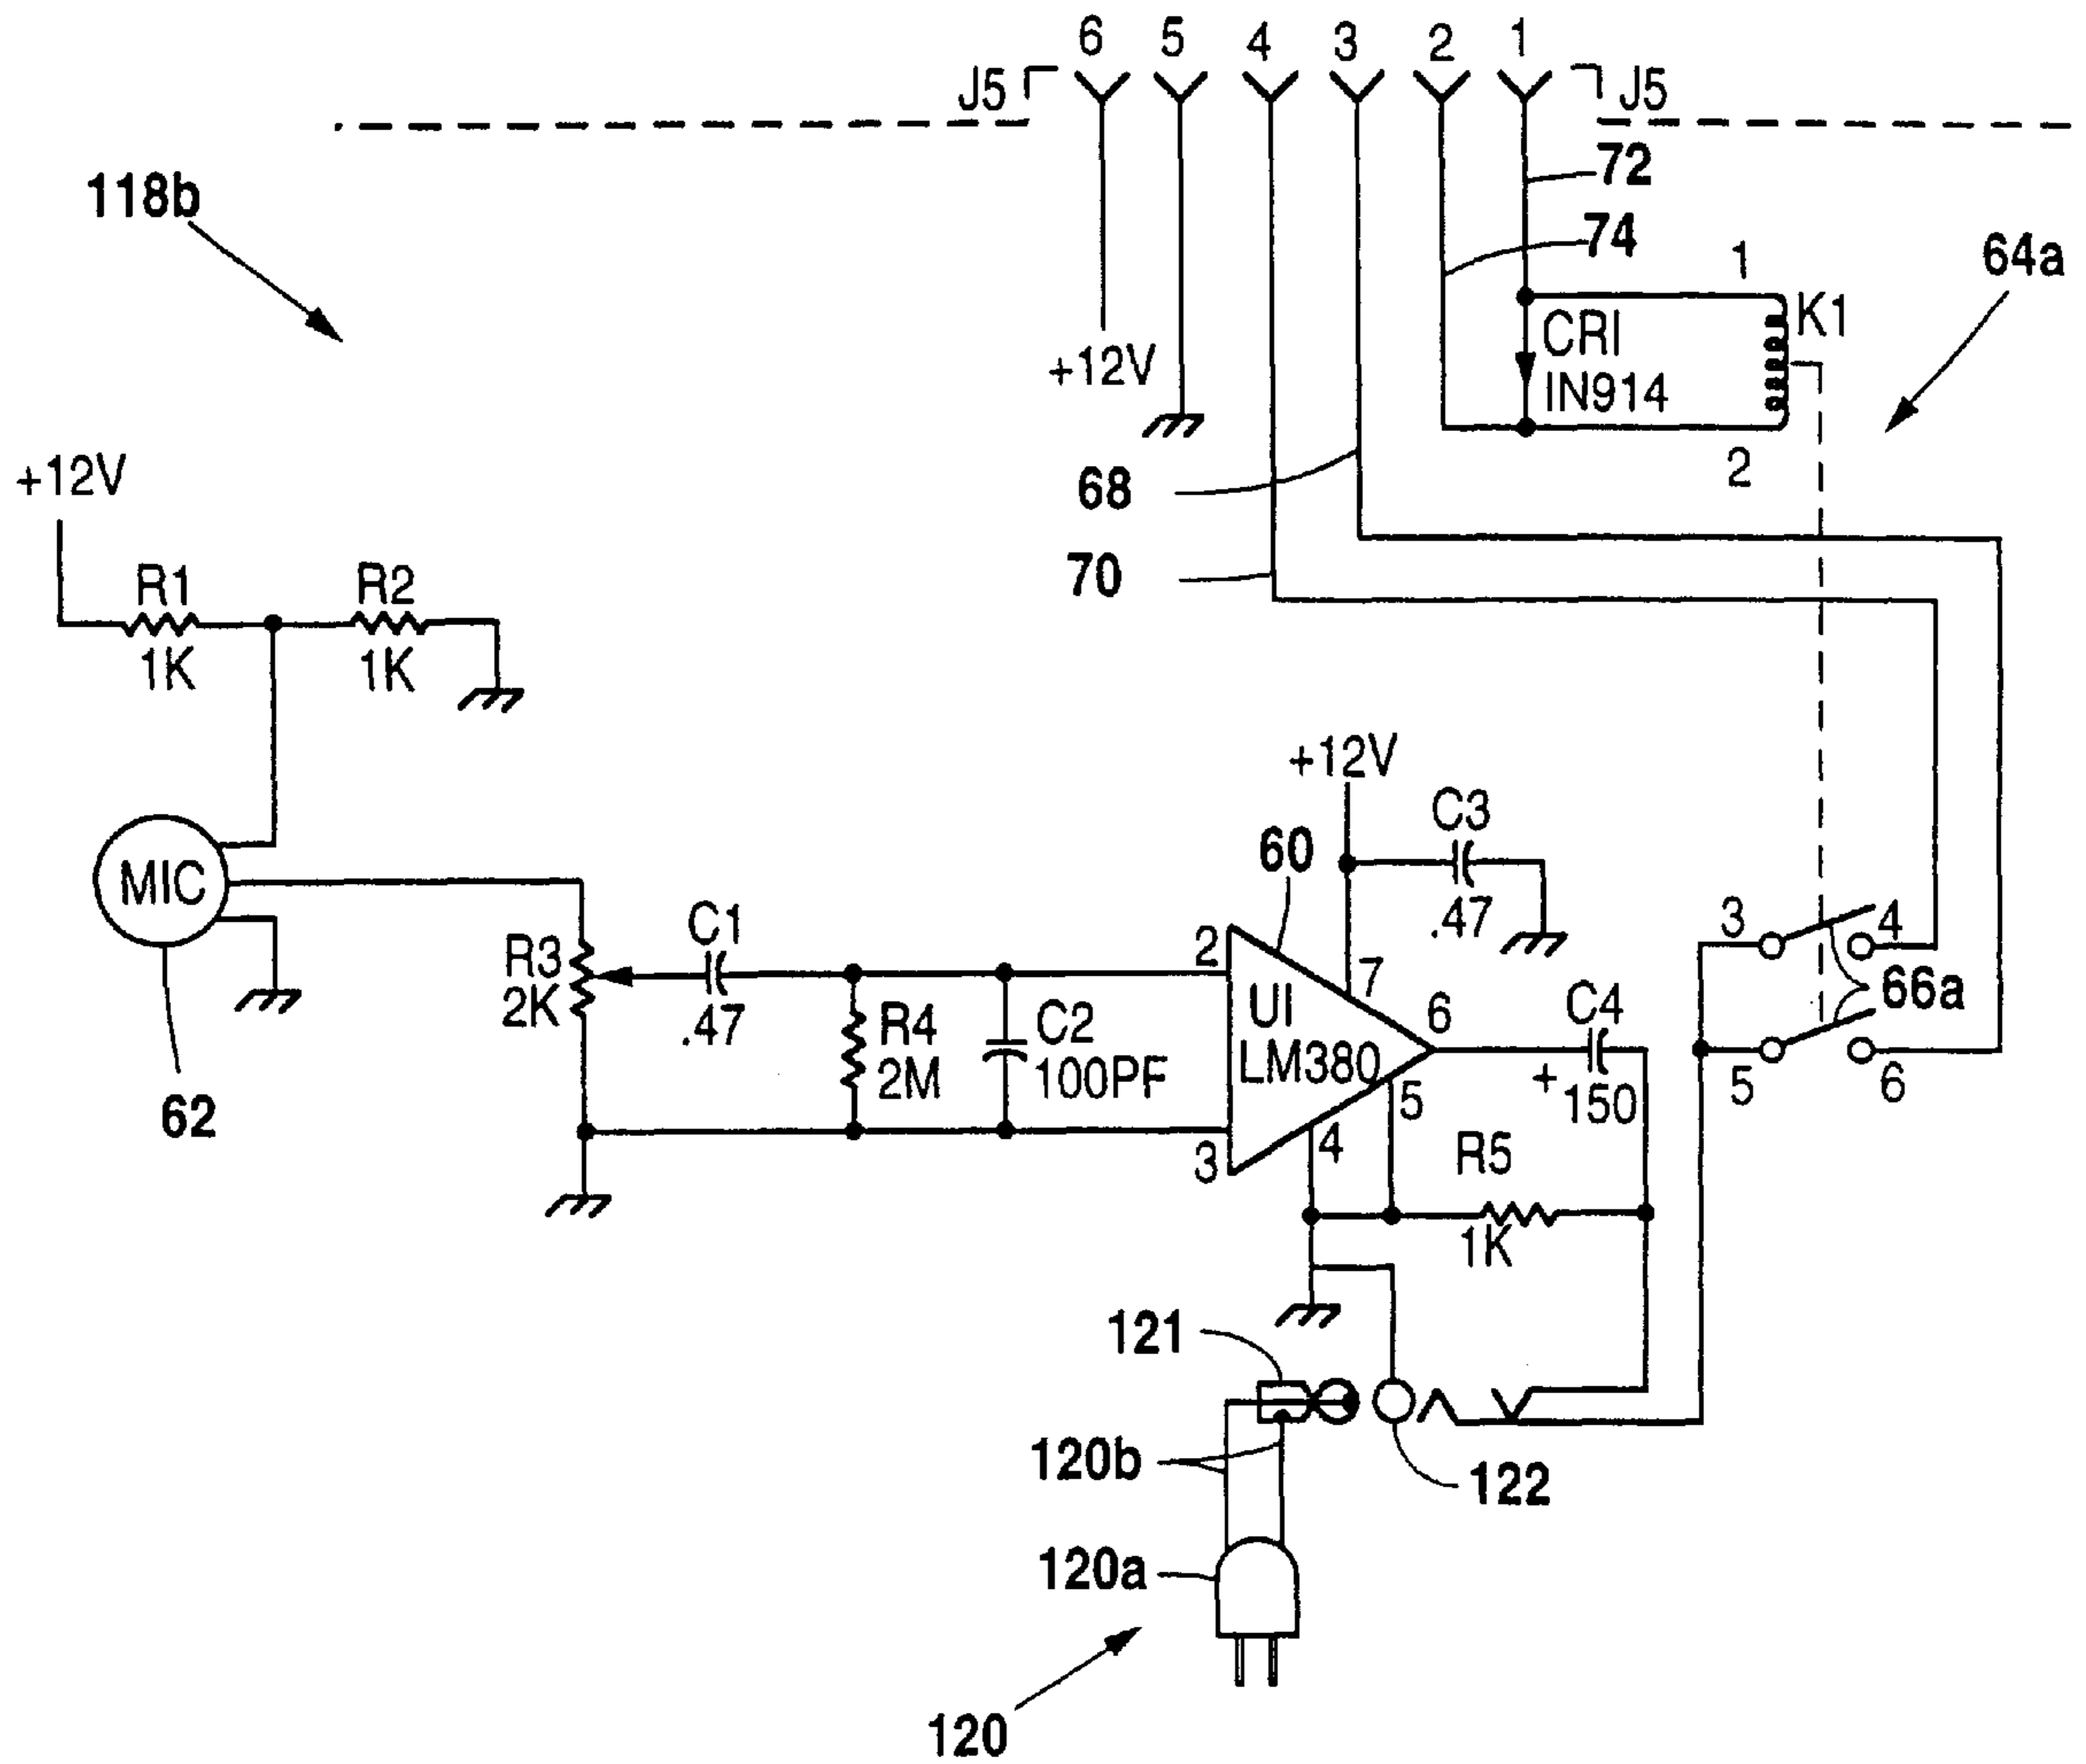 6 5 4 3 2 1
J5 J5
72
118b
74
64a
1
K1
CRI
+12V
IN914
+12V
2
68
R1 R2
70
1K 1K
+12V
C3
60
MIC
.47
3 4
C1
2
R3
7
66a
2K
UI
6
C4
.47
R4
C2
LM380
2M
100PF
+
150
5
5 6
62
4
R5
3
1K
121
120b
122
120a
120